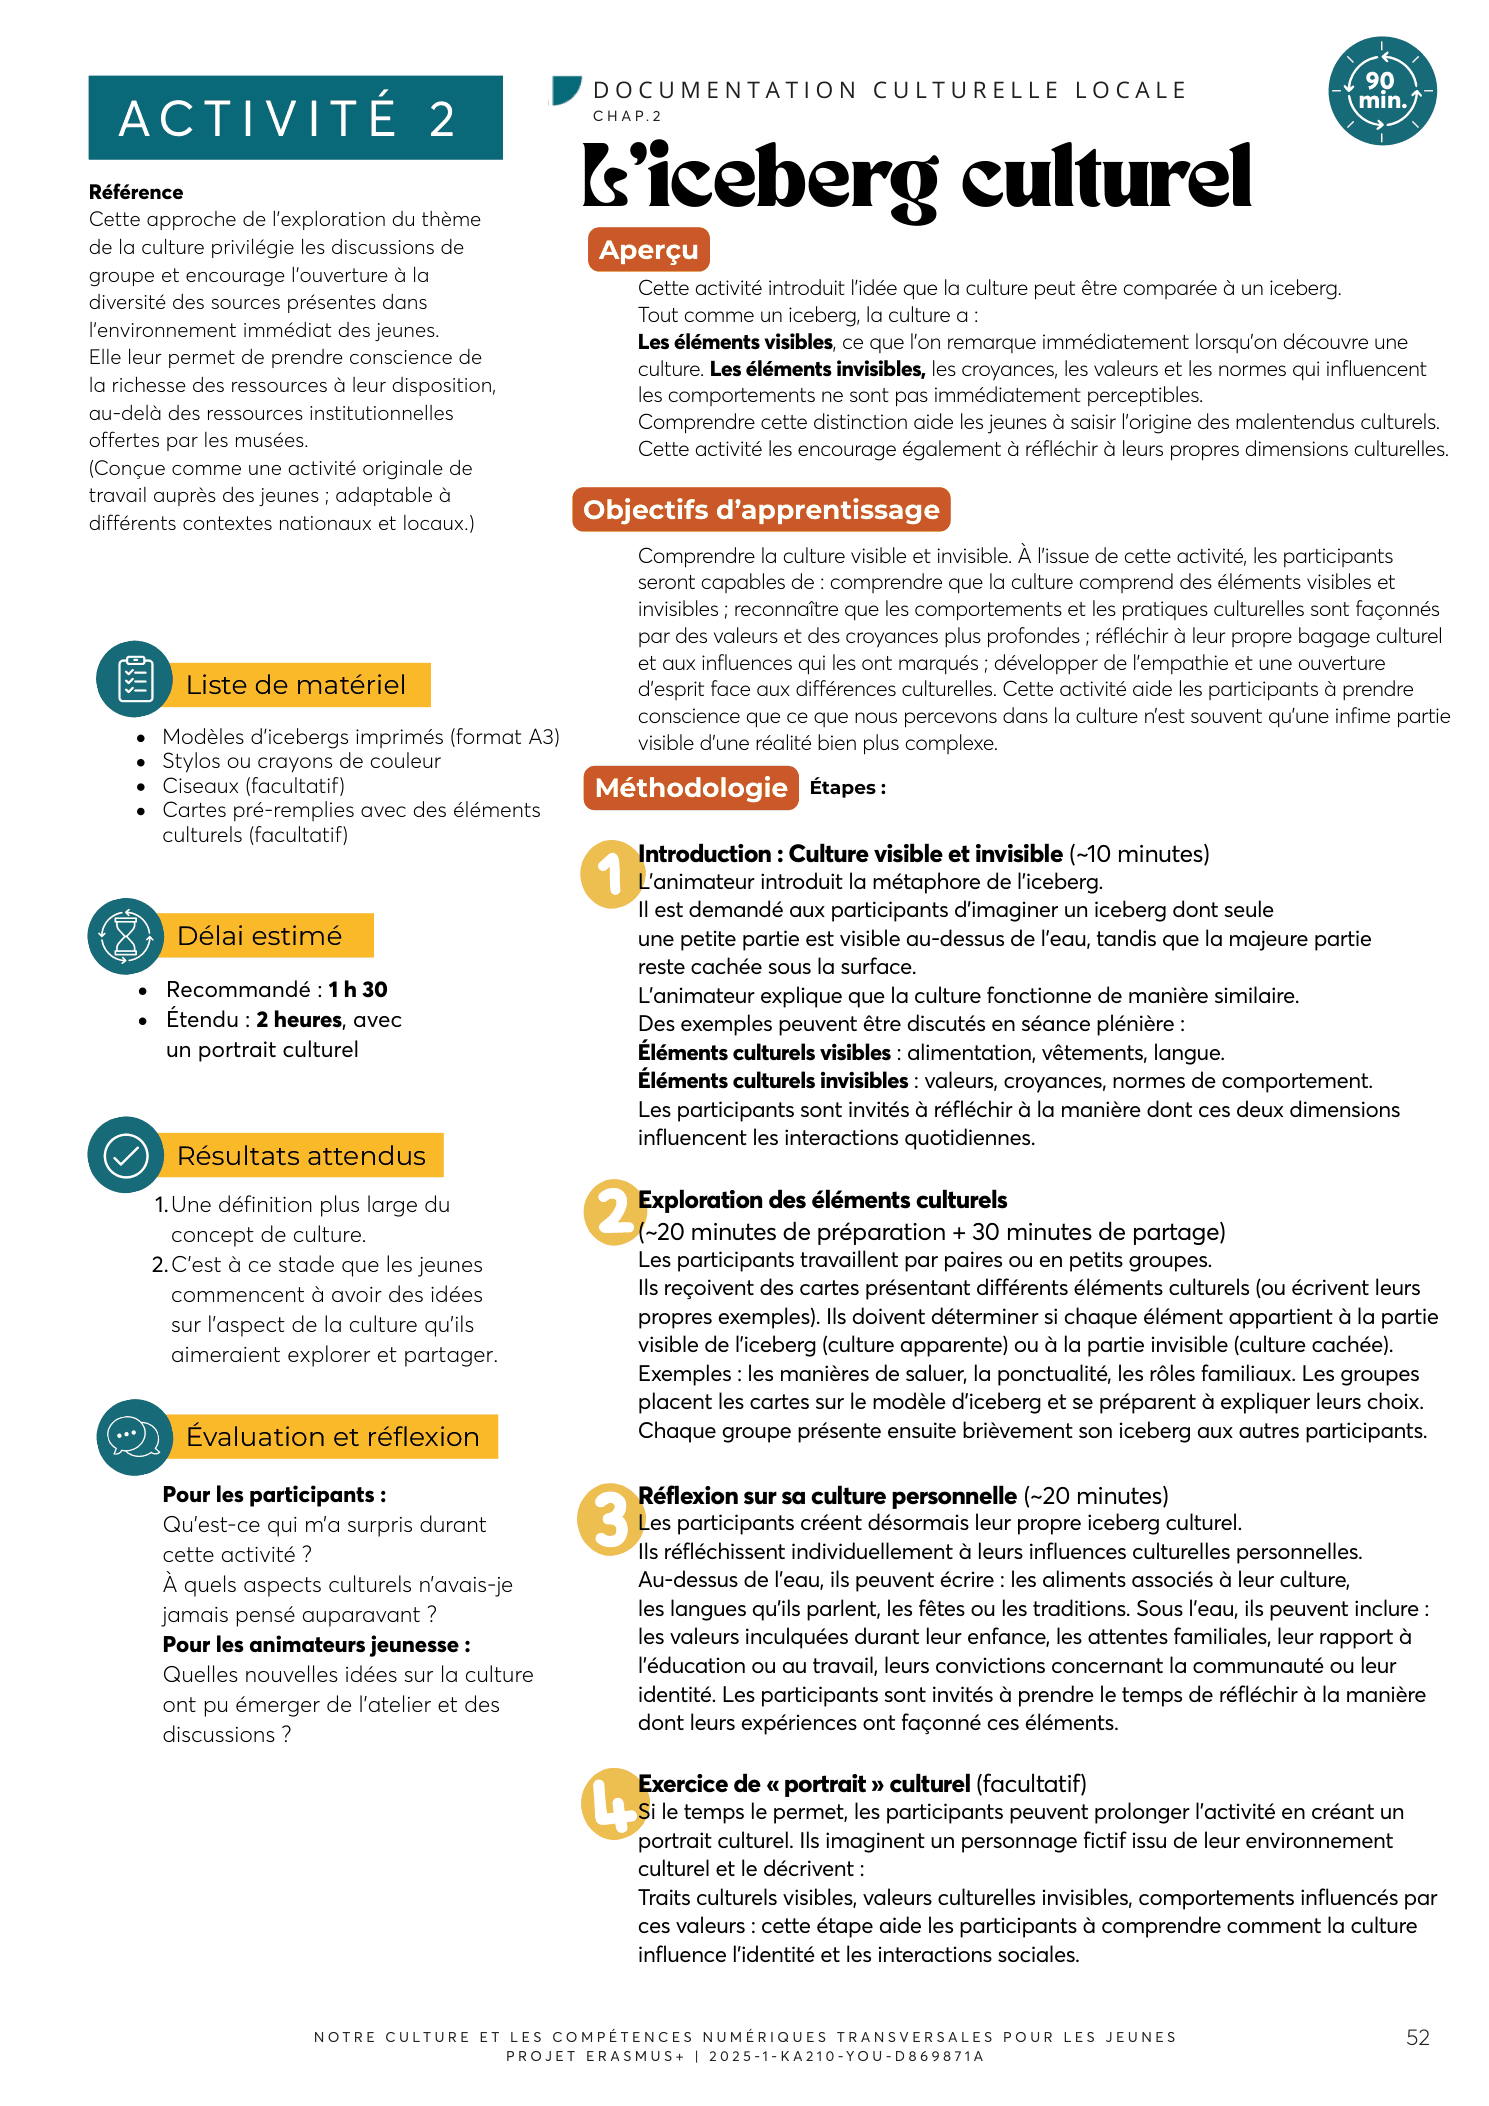 ACTIVITÉ 2
Référence
Cette approche de l'exploration du thème
de la culture privilégie les discussions de
groupe et encourage l'ouverture à la
diversité des sources présentes dans
l'environnement immédiat des jeunes.
Elle leur permet de prendre conscience de
la richesse des ressources à leur disposition,
au-delà des ressources institutionnelles
offertes par les musées.
(Conçue comme une activité originale de
travail auprès des jeunes ; adaptable à
différents contextes nationaux et locaux.)
Liste de matériel
• Modèles d'icebergs imprimés (format A3)
• Stylos ou crayons de couleur
• Ciseaux (facultatif)
• Cartes pré-remplies avec des éléments
culturels (facultatif)
Délai estimé
• Recommandé : 1 h 30
• Étendu : 2 heures, avec
un portrait culturel
Résultats attendus
1. Une définition plus large du
concept de culture.
2. C'est à ce stade que les jeunes
commencent à avoir des idées
sur l'aspect de la culture qu'ils
aimeraient explorer et partager.
Évaluation et réflexion
Pour les participants :
Qu'est-ce qui m'a surpris durant
cette activité ?
À quels aspects culturels n'avais-je
jamais pensé auparavant ?
Pour les animateurs jeunesse :
Quelles nouvelles idées sur la culture
ont pu émerger de l'atelier et des
discussions ?
DOCUMENTATION CULTURELLE LOCALE
CHAP.2
90
min.
L'iceberg culturel
Aperçu
Cette activité introduit l'idée que la culture peut être comparée à un iceberg.
Tout comme un iceberg, la culture a :
Les éléments visibles, ce que l'on remarque immédiatement lorsqu'on découvre une
culture. Les éléments invisibles, les croyances, les valeurs et les normes qui influencent
les comportements ne sont pas immédiatement perceptibles.
Comprendre cette distinction aide les jeunes à saisir l'origine des malentendus culturels.
Cette activité les encourage également à réfléchir à leurs propres dimensions culturelles.
Objectifs d'apprentissage
Comprendre la culture visible et invisible. À l'issue de cette activité, les participants
seront capables de : comprendre que la culture comprend des éléments visibles et
invisibles ; reconnaître que les comportements et les pratiques culturelles sont façonnés
par des valeurs et des croyances plus profondes ; réfléchir à leur propre bagage culturel
et aux influences qui les ont marqués ; développer de l'empathie et une ouverture
d'esprit face aux différences culturelles. Cette activité aide les participants à prendre
conscience que ce que nous percevons dans la culture n'est souvent qu'une infime partie
visible d'une réalité bien plus complexe.
Méthodologie Étapes :
1 Introduction : Culture visible et invisible (~10 minutes)
L'animateur introduit la métaphore de l'iceberg.
Il est demandé aux participants d'imaginer un iceberg dont seule
une petite partie est visible au-dessus de l'eau, tandis que la majeure partie
reste cachée sous la surface.
L'animateur explique que la culture fonctionne de manière similaire.
Des exemples peuvent être discutés en séance plénière :
Éléments culturels visibles : alimentation, vêtements, langue.
Éléments culturels invisibles : valeurs, croyances, normes de comportement.
Les participants sont invités à réfléchir à la manière dont ces deux dimensions
influencent les interactions quotidiennes.
2 Exploration des éléments culturels
(~20 minutes de préparation + 30 minutes de partage)
Les participants travaillent par paires ou en petits groupes.
Ils reçoivent des cartes présentant différents éléments culturels (ou écrivent leurs
propres exemples). Ils doivent déterminer si chaque élément appartient à la partie
visible de l'iceberg (culture apparente) ou à la partie invisible (culture cachée).
Exemples : les manières de saluer, la ponctualité, les rôles familiaux. Les groupes
placent les cartes sur le modèle d'iceberg et se préparent à expliquer leurs choix.
Chaque groupe présente ensuite brièvement son iceberg aux autres participants.
3 Réflexion sur sa culture personnelle (~20 minutes)
Les participants créent désormais leur propre iceberg culturel.
Ils réfléchissent individuellement à leurs influences culturelles personnelles.
Au-dessus de l'eau, ils peuvent écrire : les aliments associés à leur culture,
les langues qu'ils parlent, les fêtes ou les traditions. Sous l'eau, ils peuvent inclure :
les valeurs inculquées durant leur enfance, les attentes familiales, leur rapport à
l'éducation ou au travail, leurs convictions concernant la communauté ou leur
identité. Les participants sont invités à prendre le temps de réfléchir à la manière
dont leurs expériences ont façonné ces éléments.
4 Exercice de « portrait » culturel (facultatif)
Si le temps le permet, les participants peuvent prolonger l'activité en créant un
portrait culturel. Ils imaginent un personnage fictif issu de leur environnement
culturel et le décrivent :
Traits culturels visibles, valeurs culturelles invisibles, comportements influencés par
ces valeurs : cette étape aide les participants à comprendre comment la culture
influence l'identité et les interactions sociales.
NOTRE CULTURE ET LES COMPÉTENCES NUMÉRIQUES TRANSVERSALES POUR LES JEUNES
PROJET ERASMUS+ | 2025-1-KA210-YOU-D869871A
52